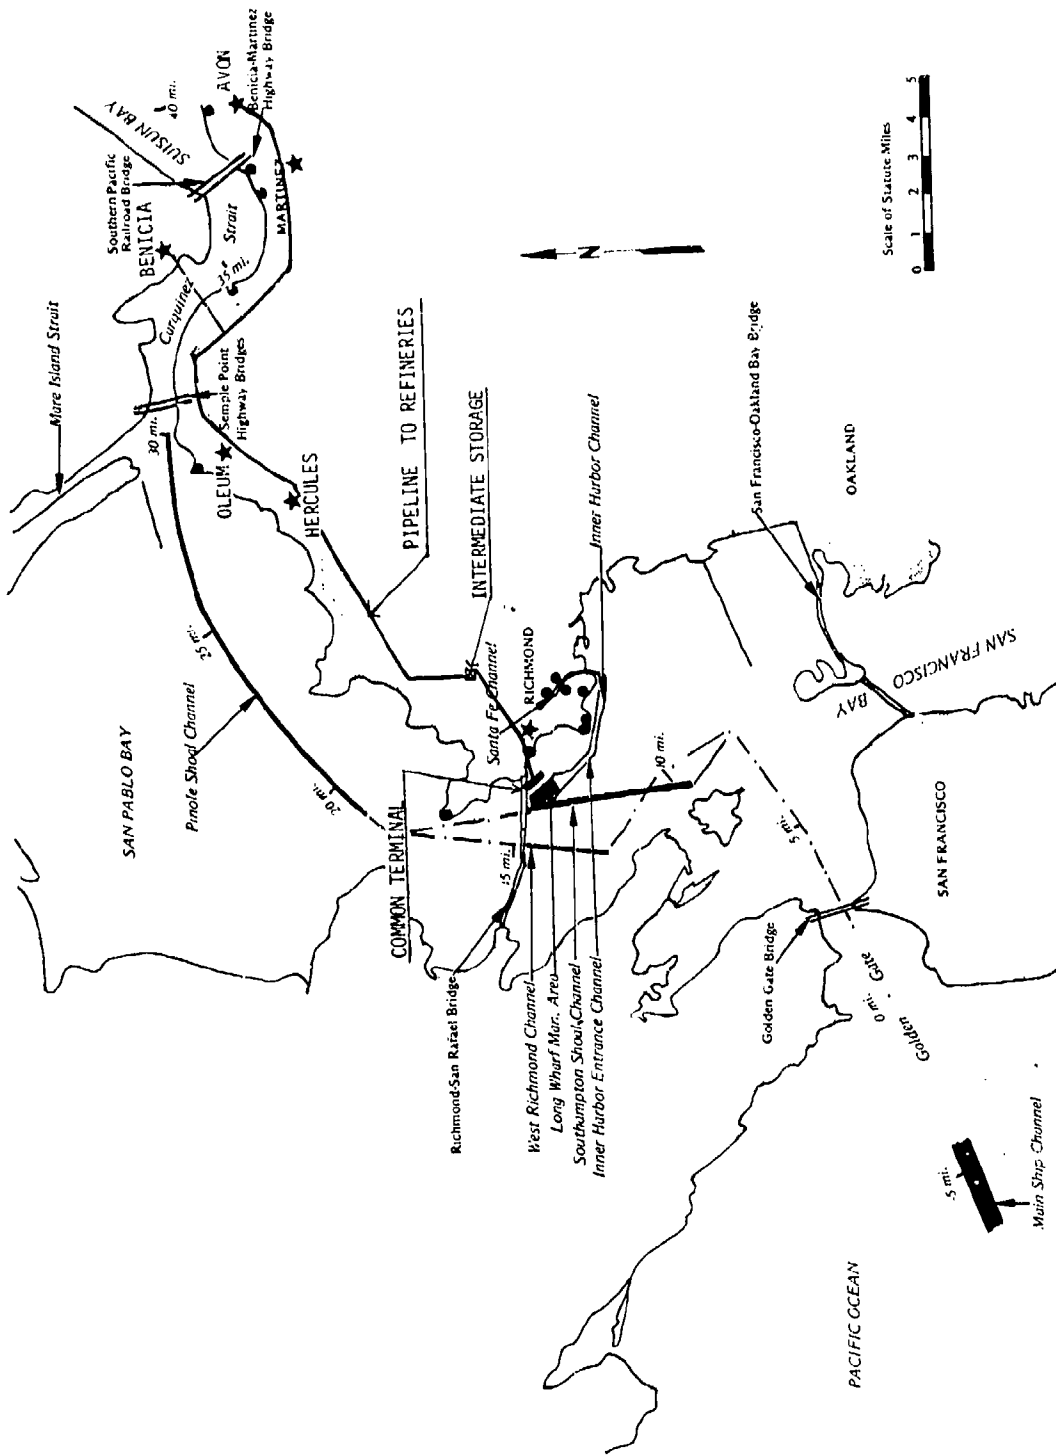 Mare Island Strait
SUISUN BAY
Southern Pacific
Railroad Bridge
BENICIA
40 mi.
AVON
Benicia-Martinez
Highway Bridge
Strait
MARTINEZ
35 mi.
Carquinez
30 mi.
Semple Point
Highway Bridges
OLEUM
HERCULES
PIPELINE TO REFINERIES
INTERMEDIATE STORAGE
SAN PABLO BAY
Pinole Shoal Channel
25 mi.
20 mi.
COMMON TERMINAL
Santa Fe Channel
RICHMOND
Inner Harbor Channel
15 mi.
10 mi.
Richmond-San Rafael Bridge
West Richmond Channel
Long Wharf Man. Area
Southampton Shoal Channel
Inner Harbor Entrance Channel
San Francisco-Oakland Bay Bridge
OAKLAND
SAN FRANCISCO
BAY
SAN FRANCISCO
5 mi.
Golden Gate Bridge
0 mi.
Golden Gate
-5 mi.
Main Ship Channel
PACIFIC OCEAN
N
Scale of Statute Miles
0 1 2 3 4 5